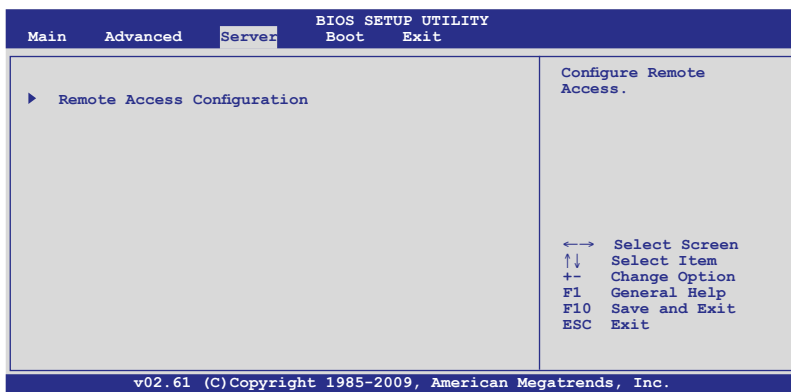 BIOS SETUP UTILITY
Main Advanced Server Boot Exit
Remote Access Configuration
Configure Remote
Access.
←→ Select Screen
↑↓ Select Item
+- Change Option
F1 General Help
F10 Save and Exit
ESC Exit
v02.61 (C)Copyright 1985-2009, American Megatrends, Inc.